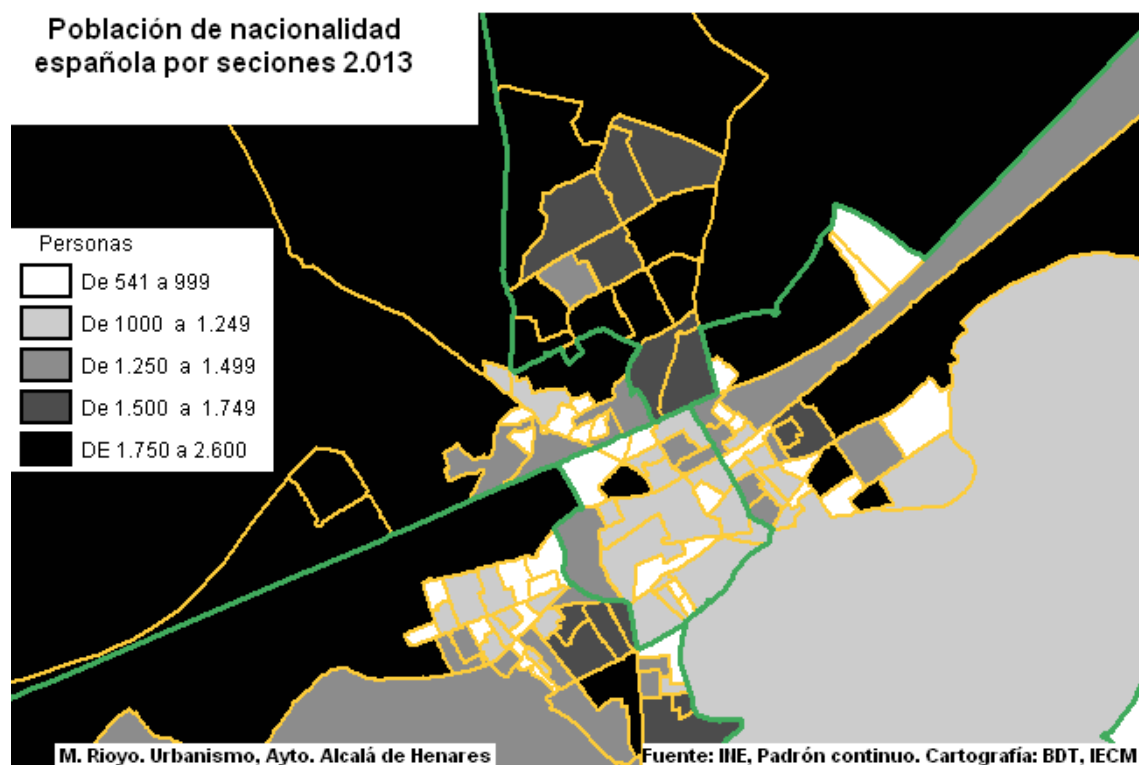 Población de nacionalidad
española por seciones 2.013
Personas
De 541 a 999
De 1000 a 1.249
De 1.250 a 1.499
De 1.500 a 1.749
DE 1.750 a 2.600
M. Rioyo. Urbanismo, Ayto. Alcalá de Henares
Fuente: INE, Padrón continuo. Cartografía: BDT, IECM